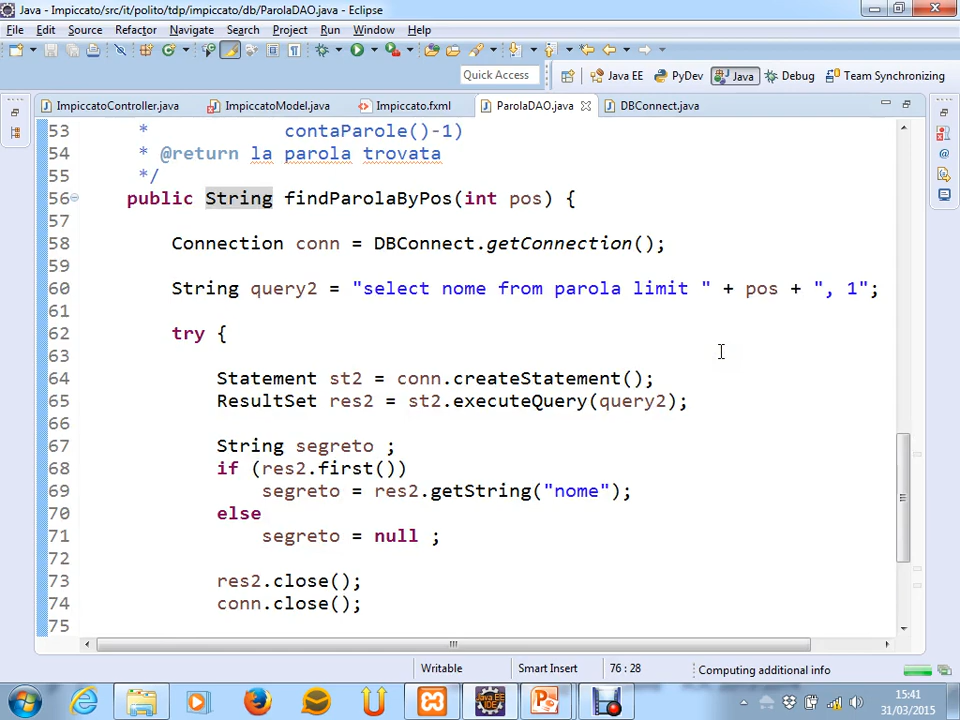 Java - Impiccato/src/it/polito/tdp/impiccato/db/ParolaDAO.java - Eclipse
File Edit Source Refactor Navigate Search Project Run Window Help
Quick Access Java EE PyDev Java Debug Team Synchronizing
ImpiccatoController.java ImpiccatoModel.java Impiccato.fxml ParolaDAO.java DBConnect.java
53 * contaParole()-1)
54 * @return la parola trovata
55 */
56 public String findParolaByPos(int pos) {
57
58 Connection conn = DBConnect.getConnection();
59
60 String query2 = "select nome from parola limit " + pos + ", 1";
61
62 try {
63
64 Statement st2 = conn.createStatement();
65 ResultSet res2 = st2.executeQuery(query2);
66
67 String segreto ;
68 if (res2.first())
69 segreto = res2.getString("nome");
70 else
71 segreto = null ;
72
73 res2.close();
74 conn.close();
75
Writable Smart Insert 76 : 28 Computing additional info
15:41
31/03/2015